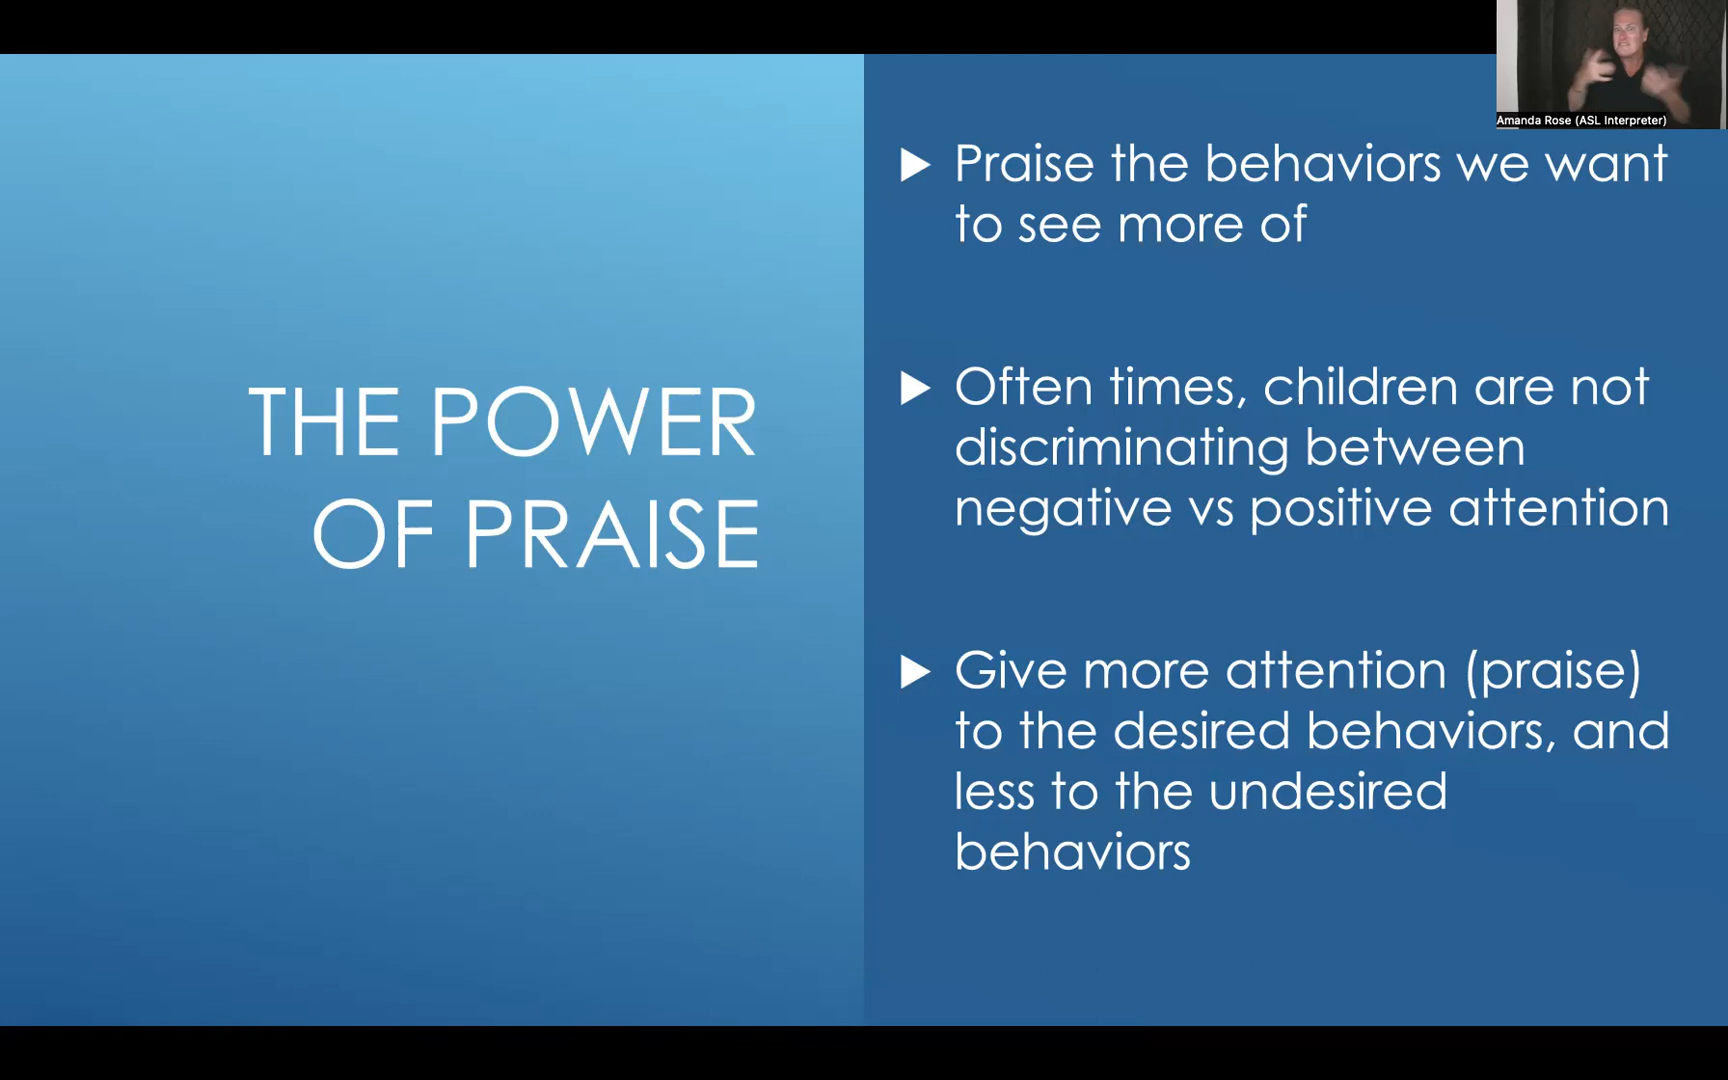 Amanda Rose (ASL Interpreter)
THE POWER
OF PRAISE
Praise the behaviors we want
to see more of
Often times, children are not
discriminating between
negative vs positive attention
Give more attention (praise)
to the desired behaviors, and
less to the undesired
behaviors